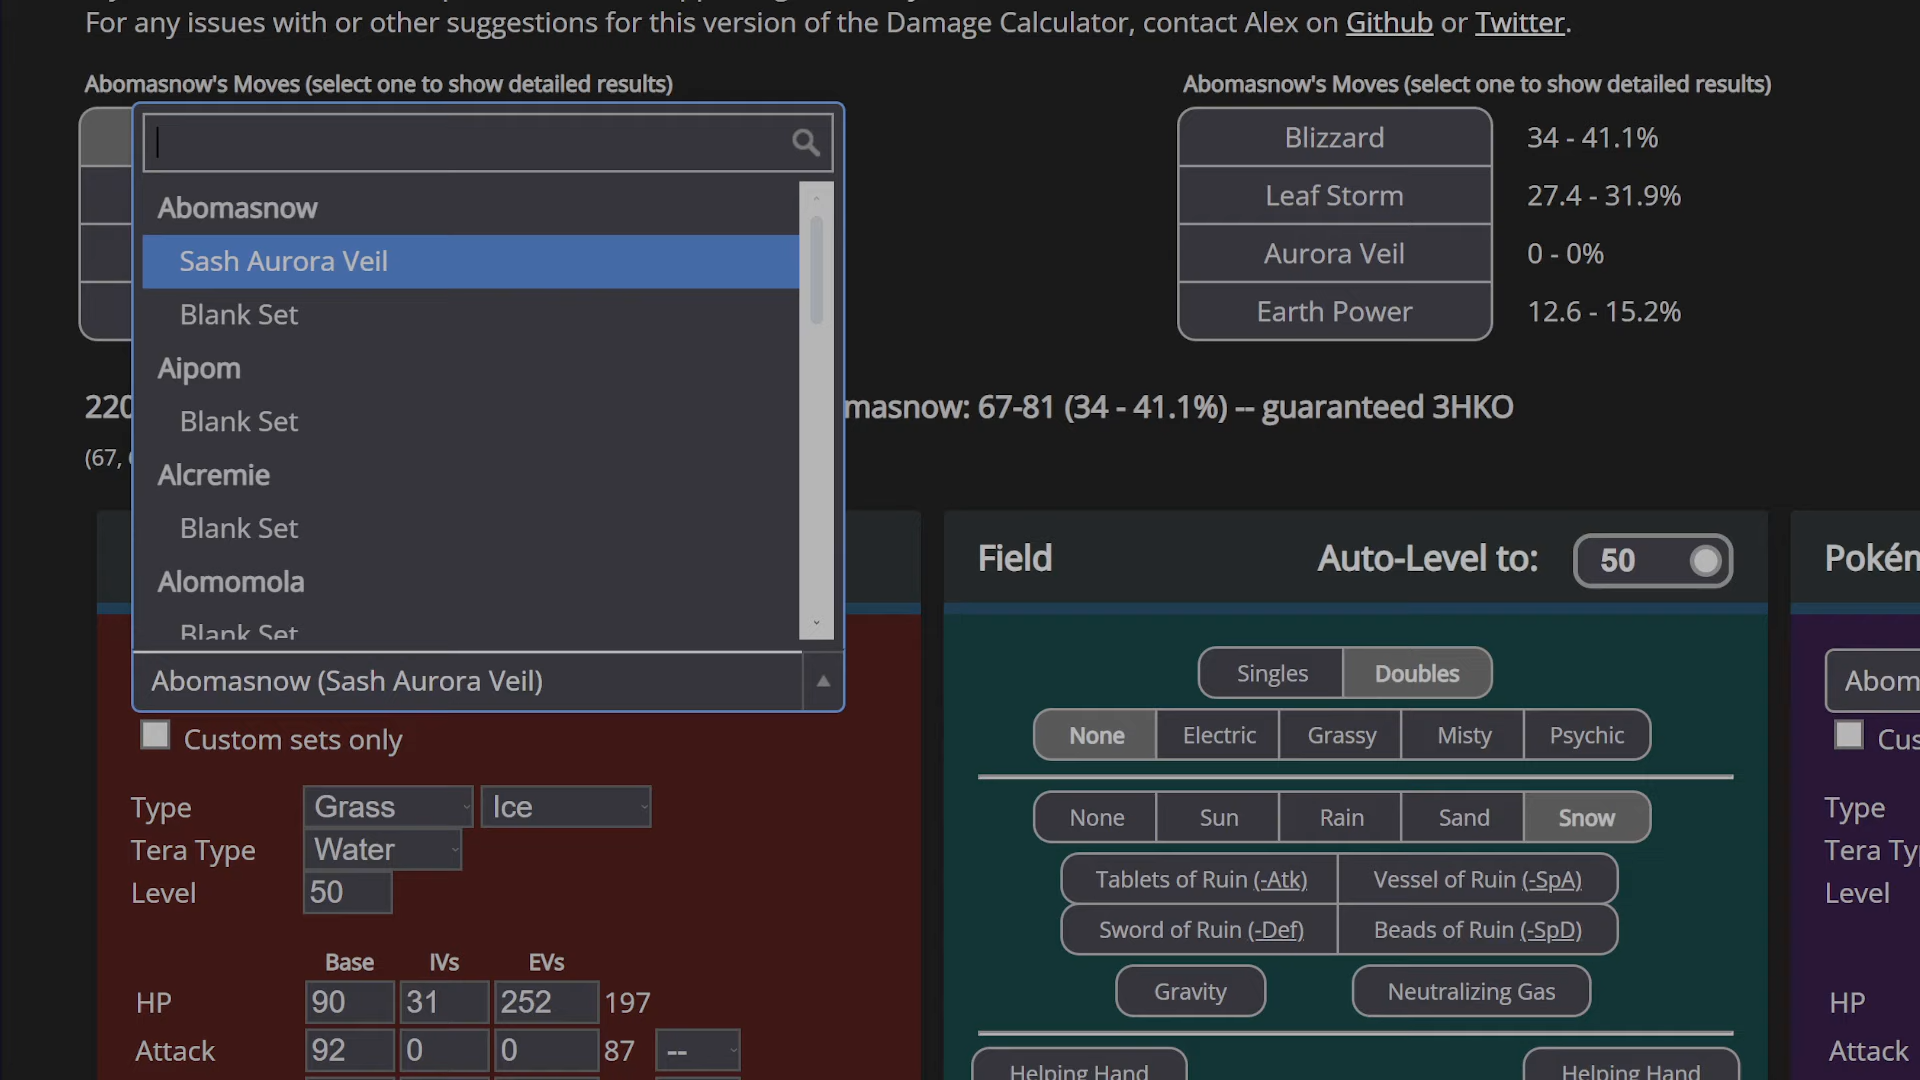 For any issues with or other suggestions for this version of the Damage Calculator, contact Alex on Github or Twitter.
Abomasnow's Moves (select one to show detailed results)
Abomasnow
Sash Aurora Veil
Blank Set
Aipom
Blank Set
Alcremie
Blank Set
Alomomola
Blank Set
Abomasnow (Sash Aurora Veil)
Abomasnow's Moves (select one to show detailed results)
Blizzard 34 - 41.1%
Leaf Storm 27.4 - 31.9%
Aurora Veil 0 - 0%
Earth Power 12.6 - 15.2%
220 masnow: 67-81 (34 - 41.1%) -- guaranteed 3HKO
(67,
Custom sets only
Type Grass Ice
Tera Type Water
Level 50
Base IVs EVs
HP 90 31 252 197
Attack 92 0 0 87 --
Field Auto-Level to: 50
Singles Doubles
None Electric Grassy Misty Psychic
None Sun Rain Sand Snow
Tablets of Ruin (-Atk) Vessel of Ruin (-SpA)
Sword of Ruin (-Def) Beads of Ruin (-SpD)
Gravity Neutralizing Gas
Helping Hand Helping Hand
Pokém
Abom
Cus
Type
Tera Typ
Level
HP
Attack